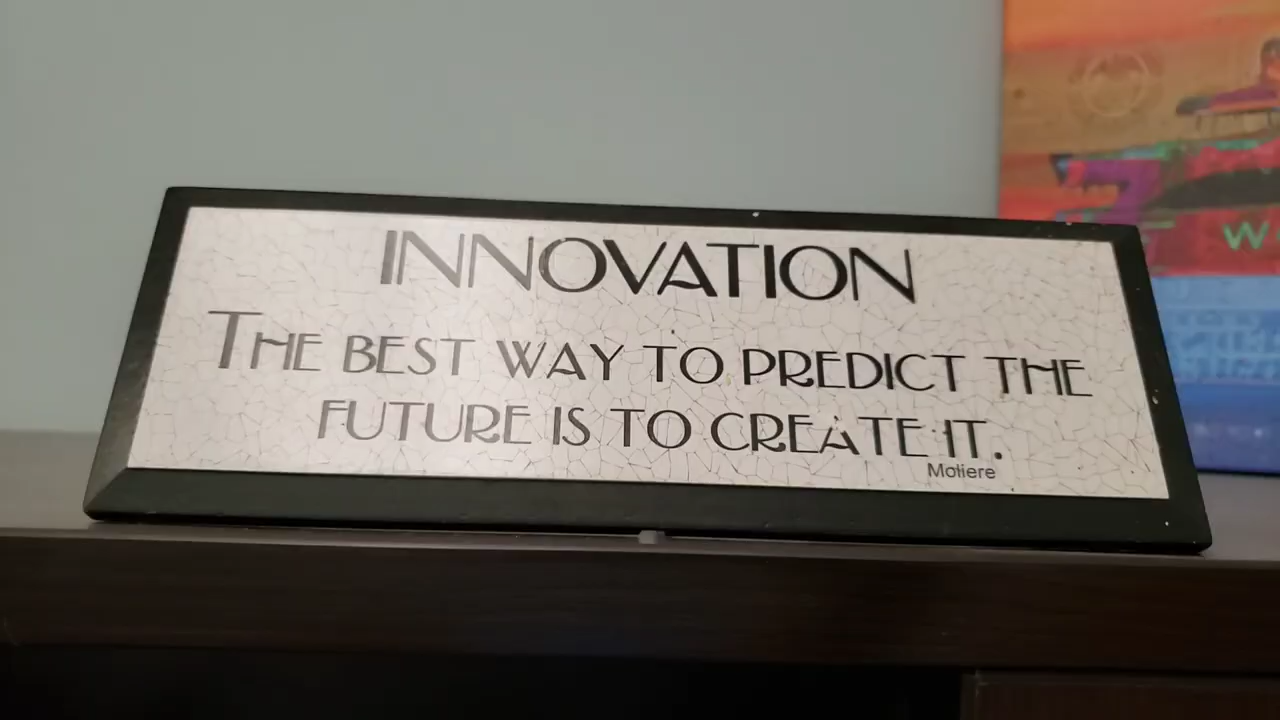 INNOVATION
THE BEST WAY TO PREDICT THE
FUTURE IS TO CREATE IT.
Moliere